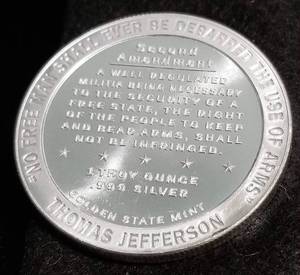 "NO FREE MAN SHALL EVER BE DEBARRED THE USE OF ARMS"
Second
Amendment
A WELL REGULATED
MILITIA BEING NECESSARY
TO THE SECURITY OF A
FREE STATE, THE RIGHT
OF THE PEOPLE TO KEEP
AND BEAR ARMS, SHALL
NOT BE INFRINGED.
1 TROY OUNCE
.999 SILVER
GOLDEN STATE MINT
THOMAS JEFFERSON